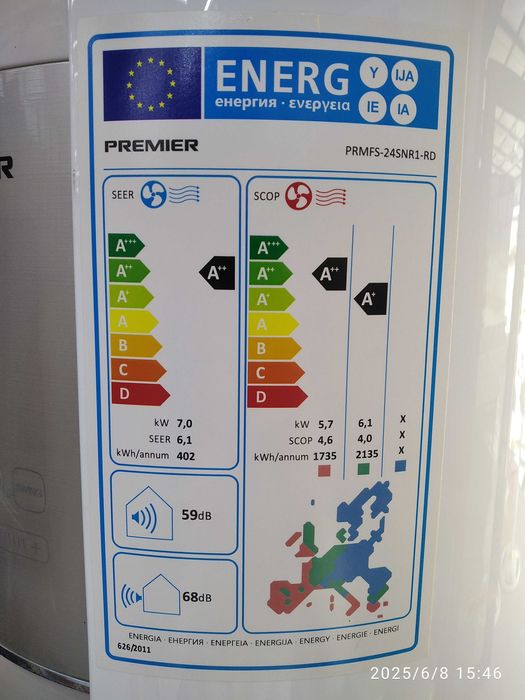 ENERG
енергия · ενεργεια
Y
IJA
IE
IA
PREMIER
PRMFS-24SNR1-RD
SEER
A+++
A++
A+
A
B
C
D
A++
kW 7,0
SEER 6,1
kWh/annum 402
SCOP
A+++
A++
A+
A
B
C
D
A++
A+
kW 5,7 6,1 X
SCOP 4,6 4,0 X
kWh/annum 1735 2135 X
59dB
68dB
ENERGIA · ЕНЕРГИЯ · ΕΝΕΡΓΕΙΑ · ENERGIJA · ENERGY · ENERGIE · ENERGI
626/2011
R
2025/6/8 15:46